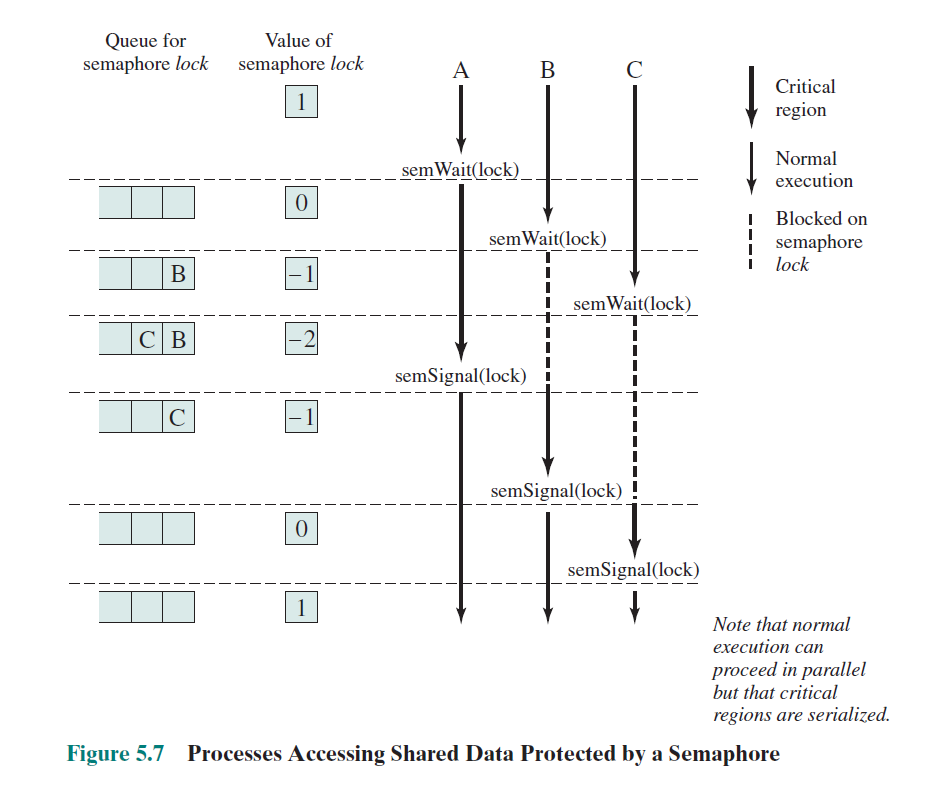 Queue for
semaphore lock
Value of
semaphore lock
A
B
C
1
Critical
region
Normal
execution
Blocked on
semaphore
lock
semWait(lock)
0
semWait(lock)
B
−1
semWait(lock)
C B
−2
semSignal(lock)
C
−1
semSignal(lock)
0
semSignal(lock)
1
Note that normal
execution can
proceed in parallel
but that critical
regions are serialized.
Figure 5.7 Processes Accessing Shared Data Protected by a Semaphore